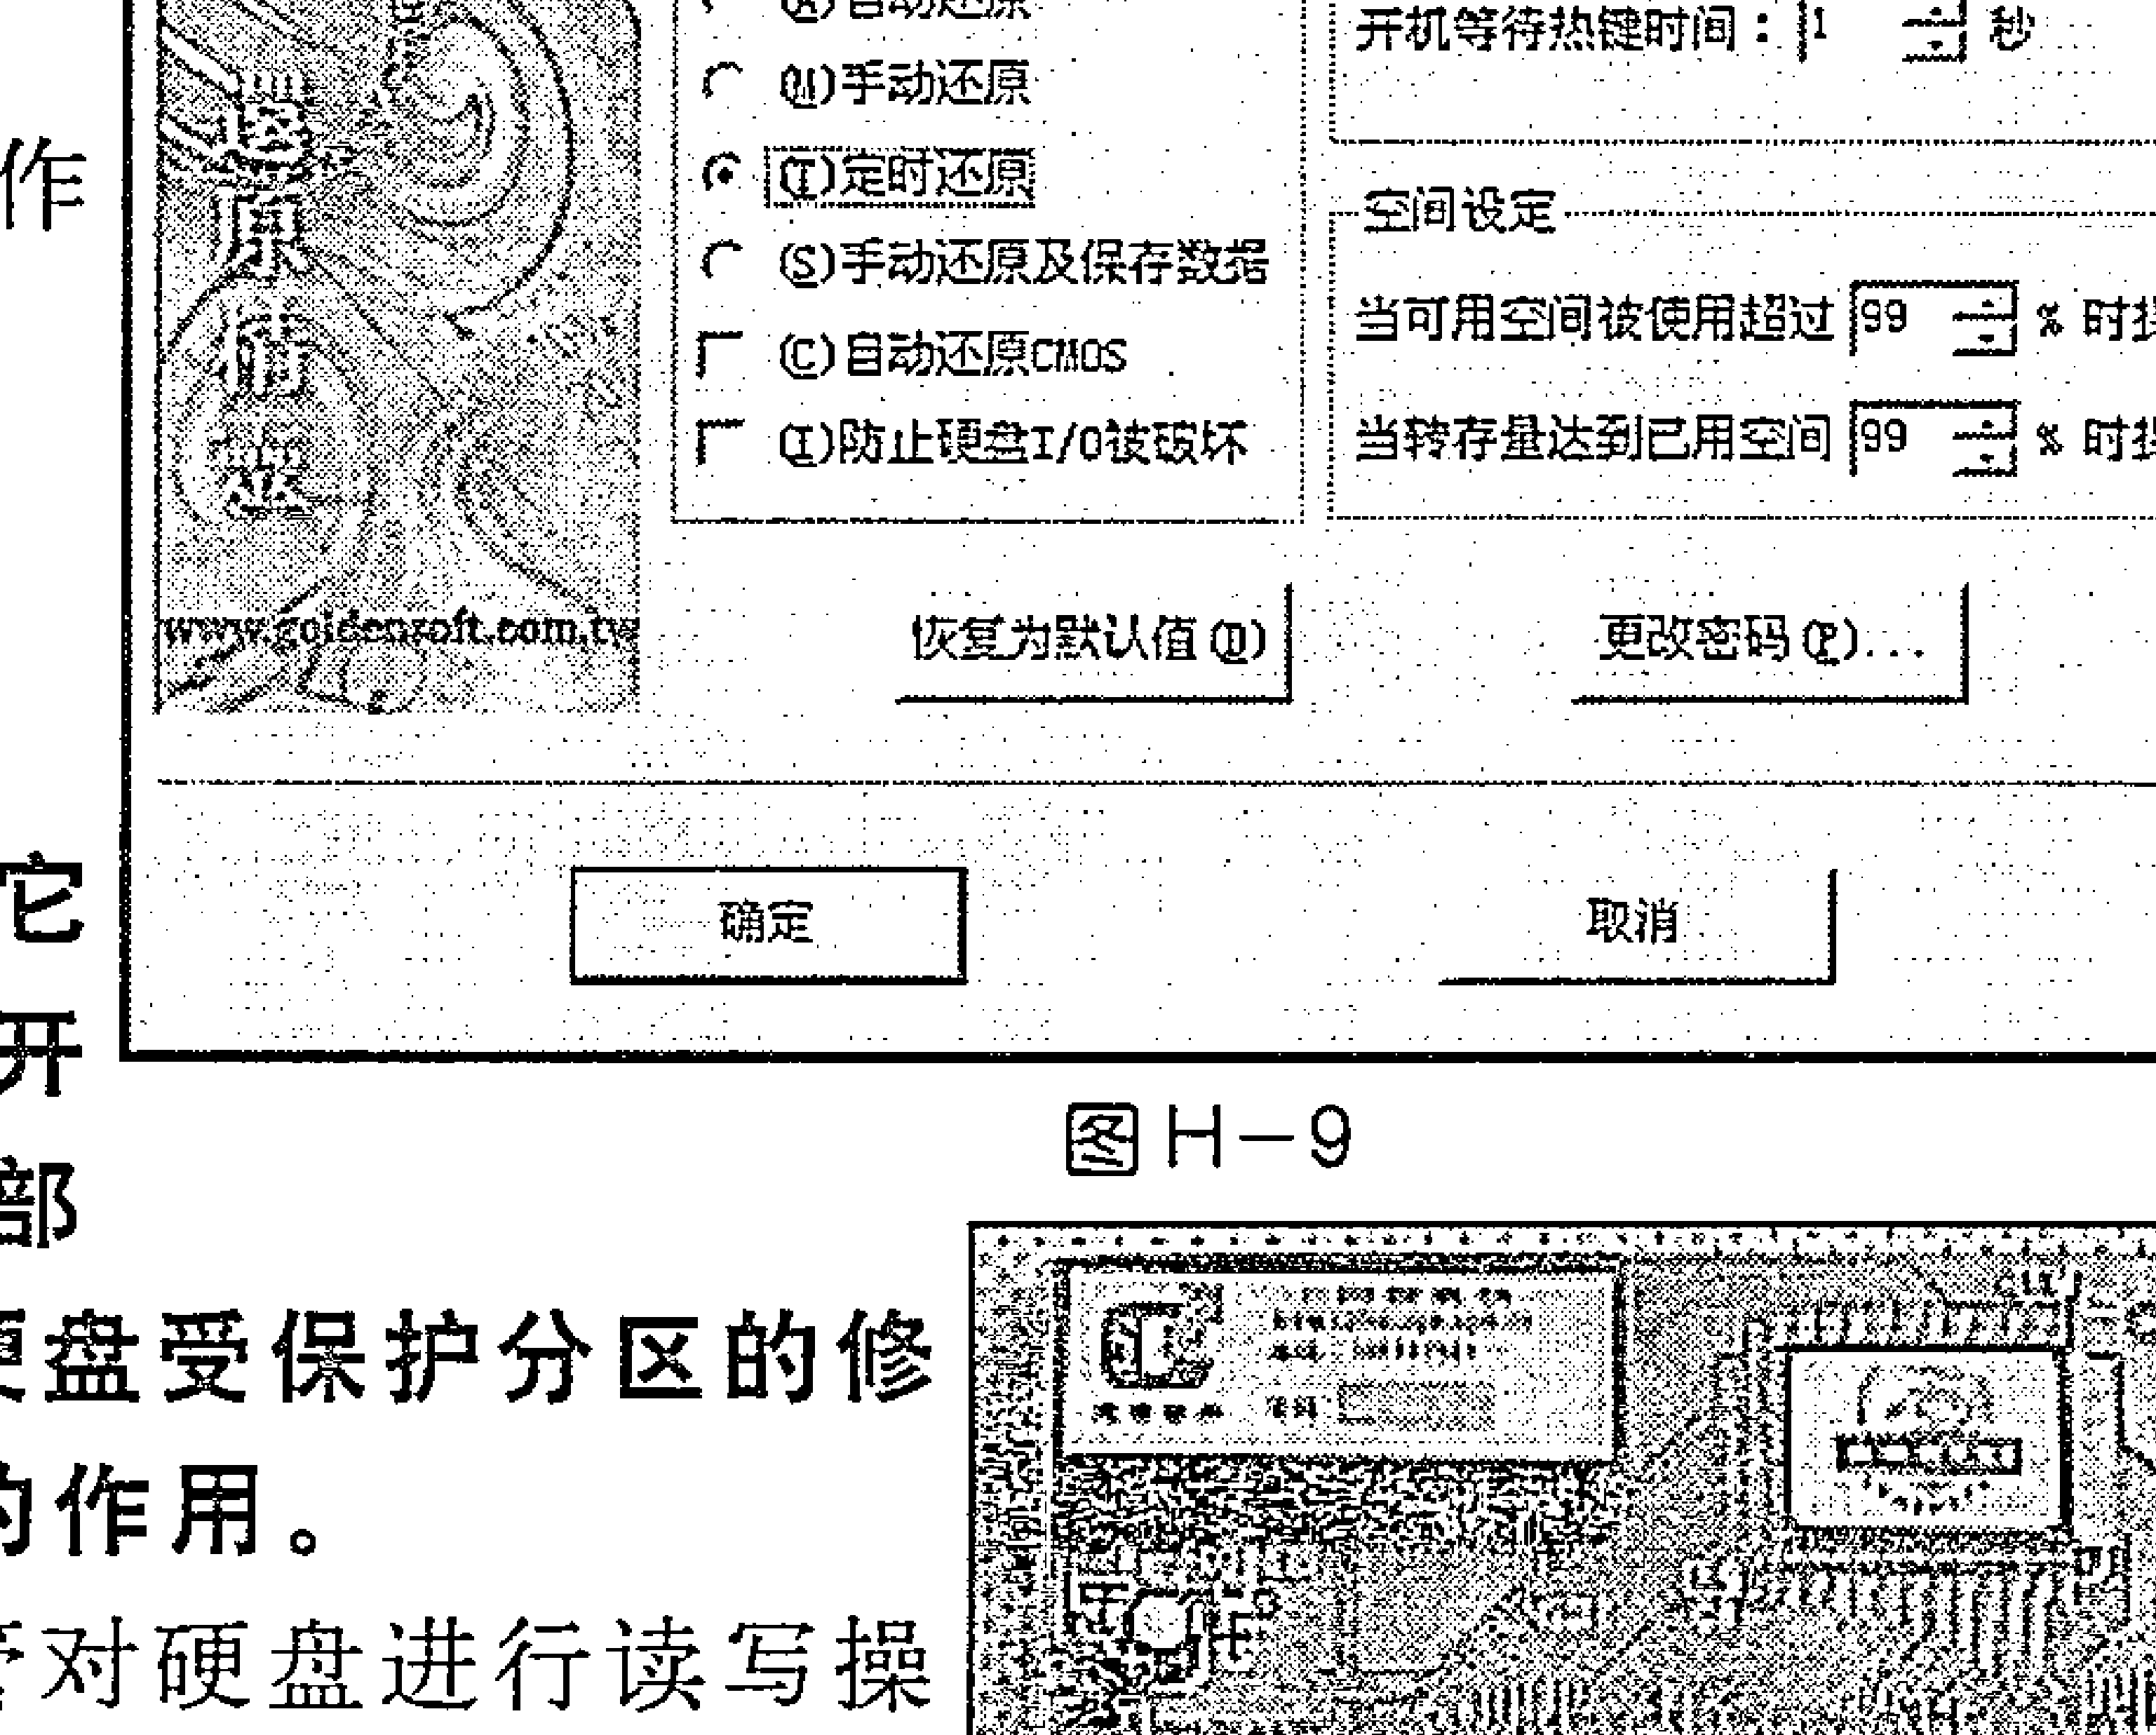 (A)自动还原
(M)手动还原
(T)定时还原
(S)手动还原及保存数据
(C)自动还原CMOS
(I)防止硬盘I/O被破坏
开机等待热键时间：1 秒
空间设定
当可用空间被使用超过 99 % 时提
当转存量达到已用空间 99 % 时提
www.goldensoft.com.tw
恢复为默认值(D)
更改密码(P)...
确定
取消
图 H-9
作
它
开
部
硬盘受保护分区的修
的作用。
对硬盘进行读写操